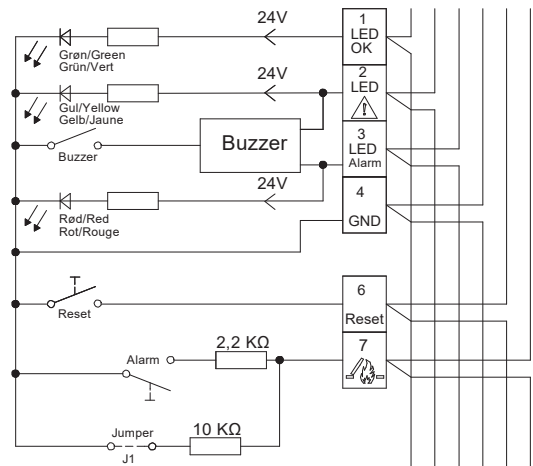 24V
1
LED
OK
Grøn/Green
Grün/Vert
24V
2
LED
Gul/Yellow
Gelb/Jaune
Buzzer
Buzzer
3
LED
Alarm
24V
4
GND
Rød/Red
Rot/Rouge
6
Reset
Reset
2,2 KΩ
7
Alarm
Jumper
J1
10 KΩ